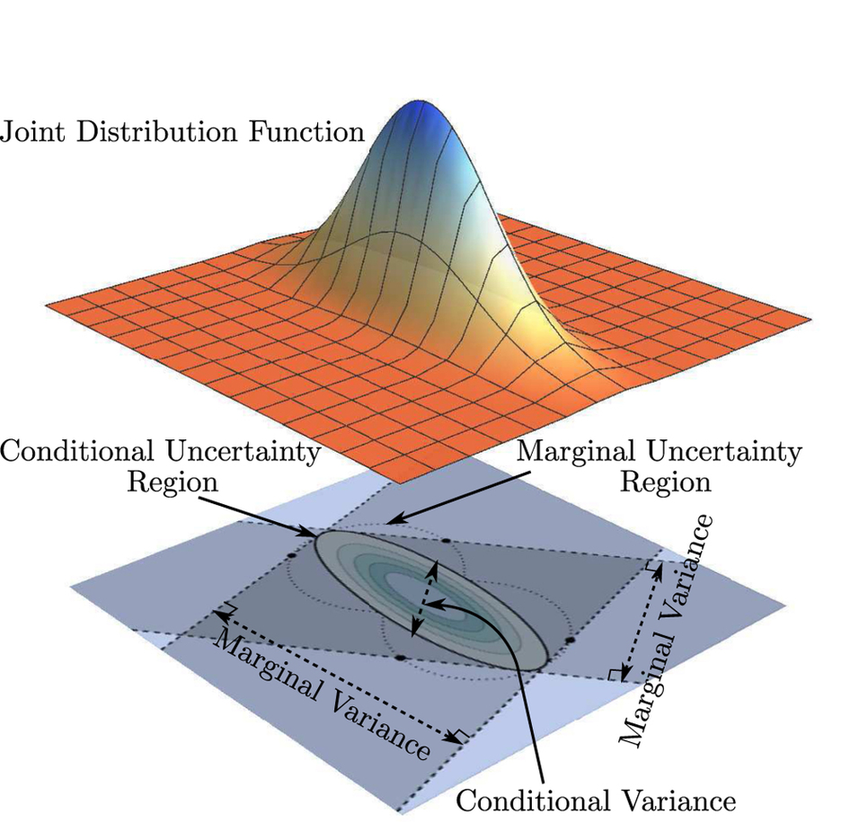 Joint Distribution Function
Conditional Uncertainty
Region
Marginal Uncertainty
Region
Marginal Variance
Marginal Variance
Conditional Variance